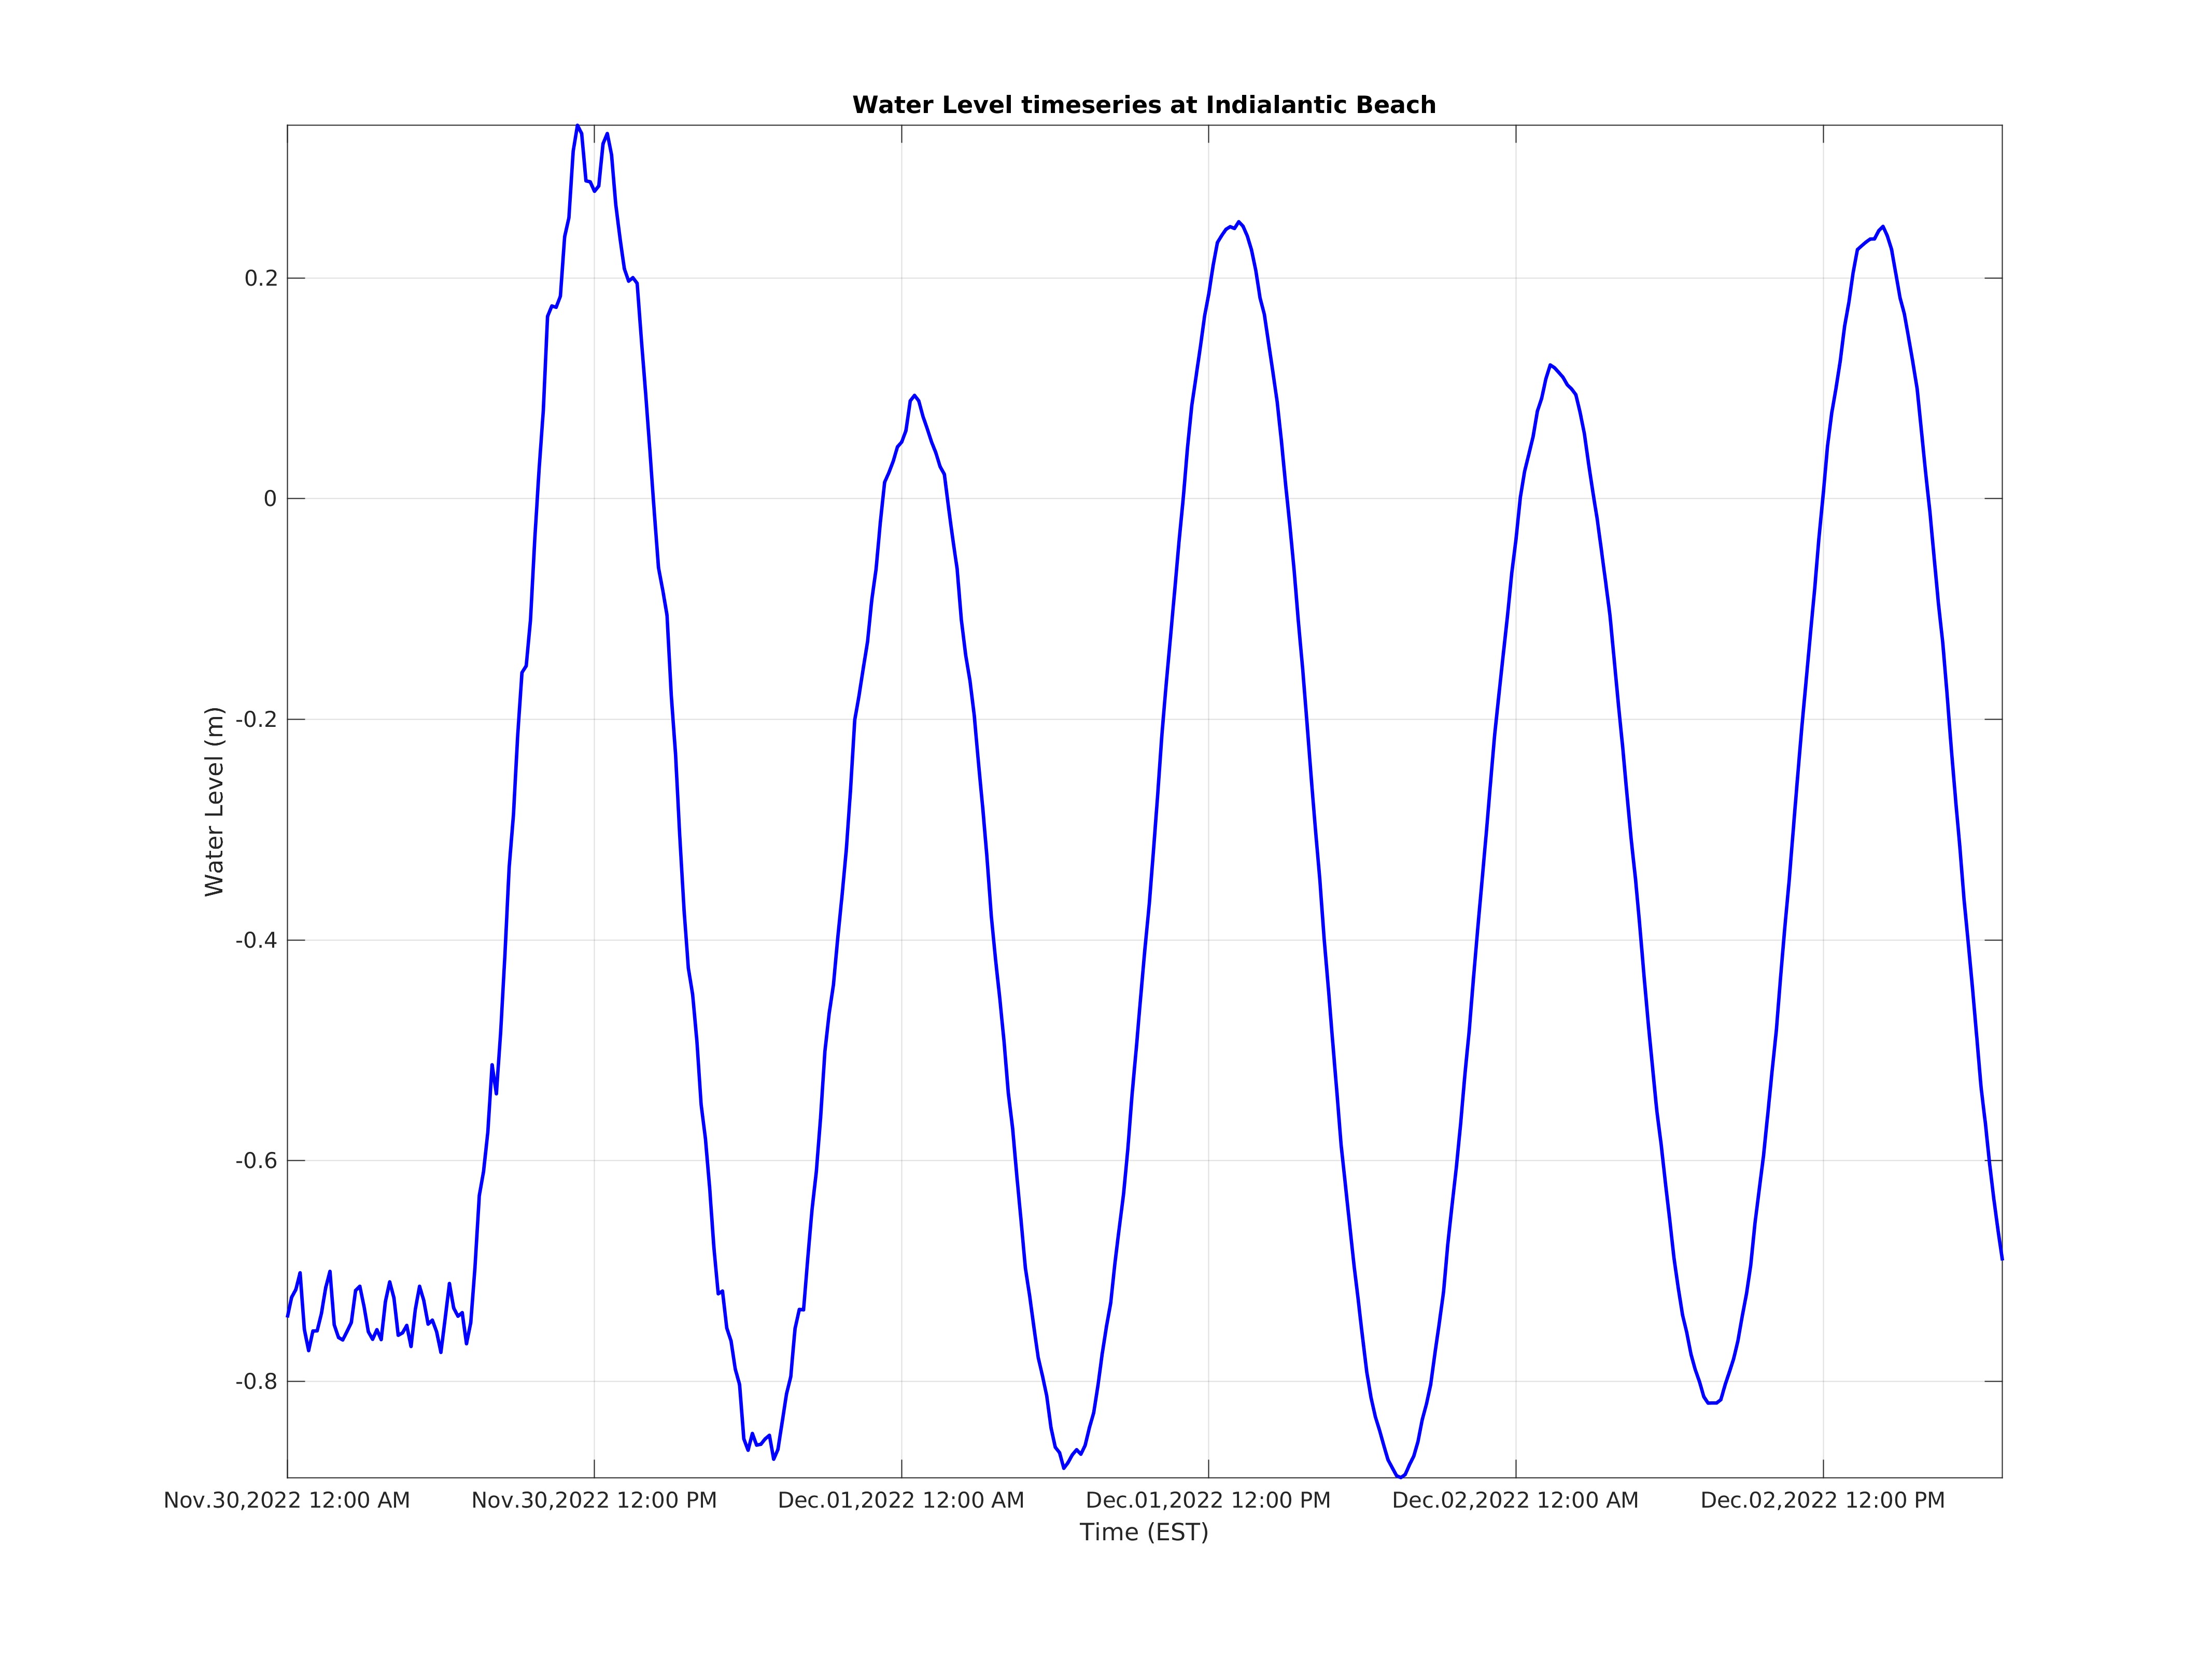 Water Level timeseries at Indialantic Beach
0.2
0
-0.2
-0.4
-0.6
-0.8
Water Level (m)
Nov.30,2022 12:00 AM
Nov.30,2022 12:00 PM
Dec.01,2022 12:00 AM
Dec.01,2022 12:00 PM
Dec.02,2022 12:00 AM
Dec.02,2022 12:00 PM
Time (EST)